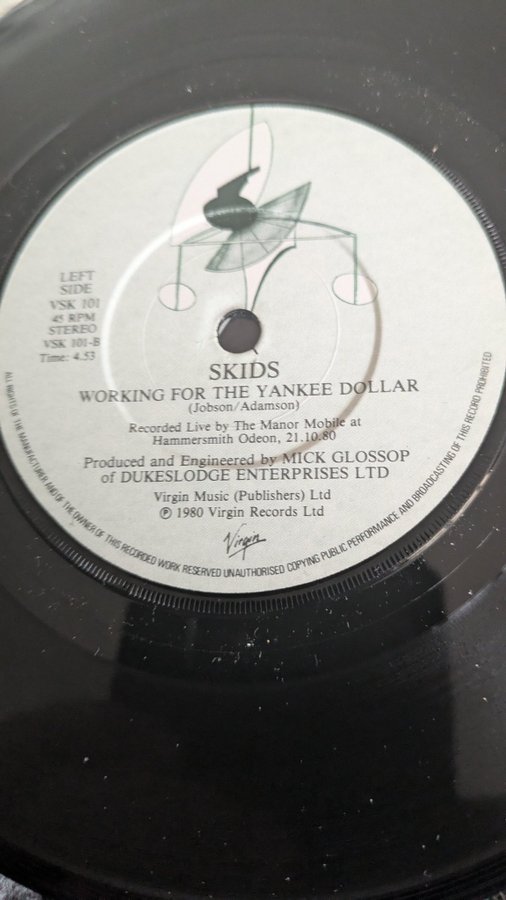 LEFT
SIDE
VSK 101
45 RPM
STEREO
VSK 101-B
Time: 4.53
SKIDS
WORKING FOR THE YANKEE DOLLAR
(Jobson/Adamson)
Recorded Live by The Manor Mobile at
Hammersmith Odeon, 21.10.80
Produced and Engineered by MICK GLOSSOP
of DUKESLODGE ENTERPRISES LTD
Virgin Music (Publishers) Ltd
℗ 1980 Virgin Records Ltd
Virgin
ALL RIGHTS OF THE MANUFACTURER AND OF THE OWNER OF THIS RECORDED WORK RESERVED UNAUTHORISED COPYING PUBLIC PERFORMANCE AND BROADCASTING OF THIS RECORD PROHIBITED